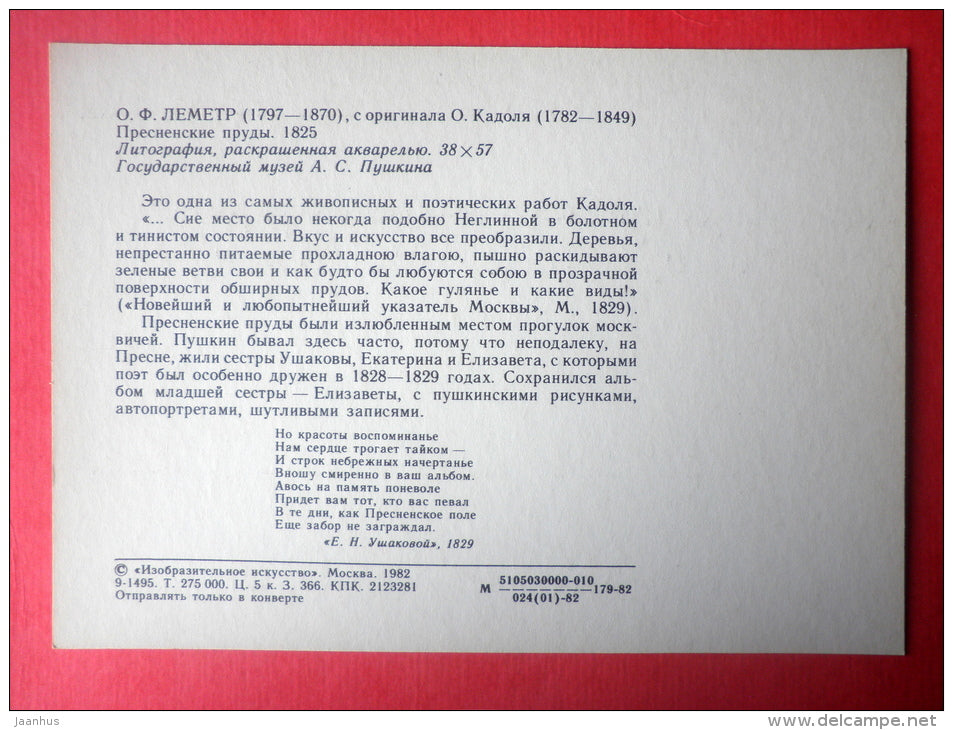 О. Ф. ЛЕМЕТР (1797—1870), с оригинала О. Кадоля (1782—1849)
Пресненские пруды. 1825
Литография, раскрашенная акварелью. 38×57
Государственный музей А. С. Пушкина
Это одна из самых живописных и поэтических работ Кадоля.
«... Сие место было некогда подобно Неглинной в болотном
и тинистом состоянии. Вкус и искусство все преобразили. Деревья,
непрестанно питаемые прохладною влагою, пышно раскидывают
зеленые ветви свои и как будто бы любуются собою в прозрачной
поверхности обширных прудов. Какое гулянье и какие виды!»
(«Новейший и любопытнейший указатель Москвы», М., 1829).
Пресненские пруды были излюбленным местом прогулок моск-
вичей. Пушкин бывал здесь часто, потому что неподалеку, на
Пресне, жили сестры Ушаковы, Екатерина и Елизавета, с которыми
поэт был особенно дружен в 1828—1829 годах. Сохранился аль-
бом младшей сестры — Елизаветы, с пушкинскими рисунками,
автопортретами, шутливыми записями.
Но красоты воспоминанье
Нам сердце трогает тайком —
И строк небрежных начертанье
Вношу смиренно в ваш альбом.
Авось на память поневоле
Придет вам тот, кто вас певал
В те дни, как Пресненское поле
Еще забор не заграждал.
«Е. Н. Ушаковой», 1829
© «Изобразительное искусство». Москва. 1982
9-1495. Т. 275 000. Ц. 5 к. З. 366. КПК. 2123281
Отправлять только в конверте
М 5105030000-010 179-82
024(01)-82
Jaanhus
delcampe.net